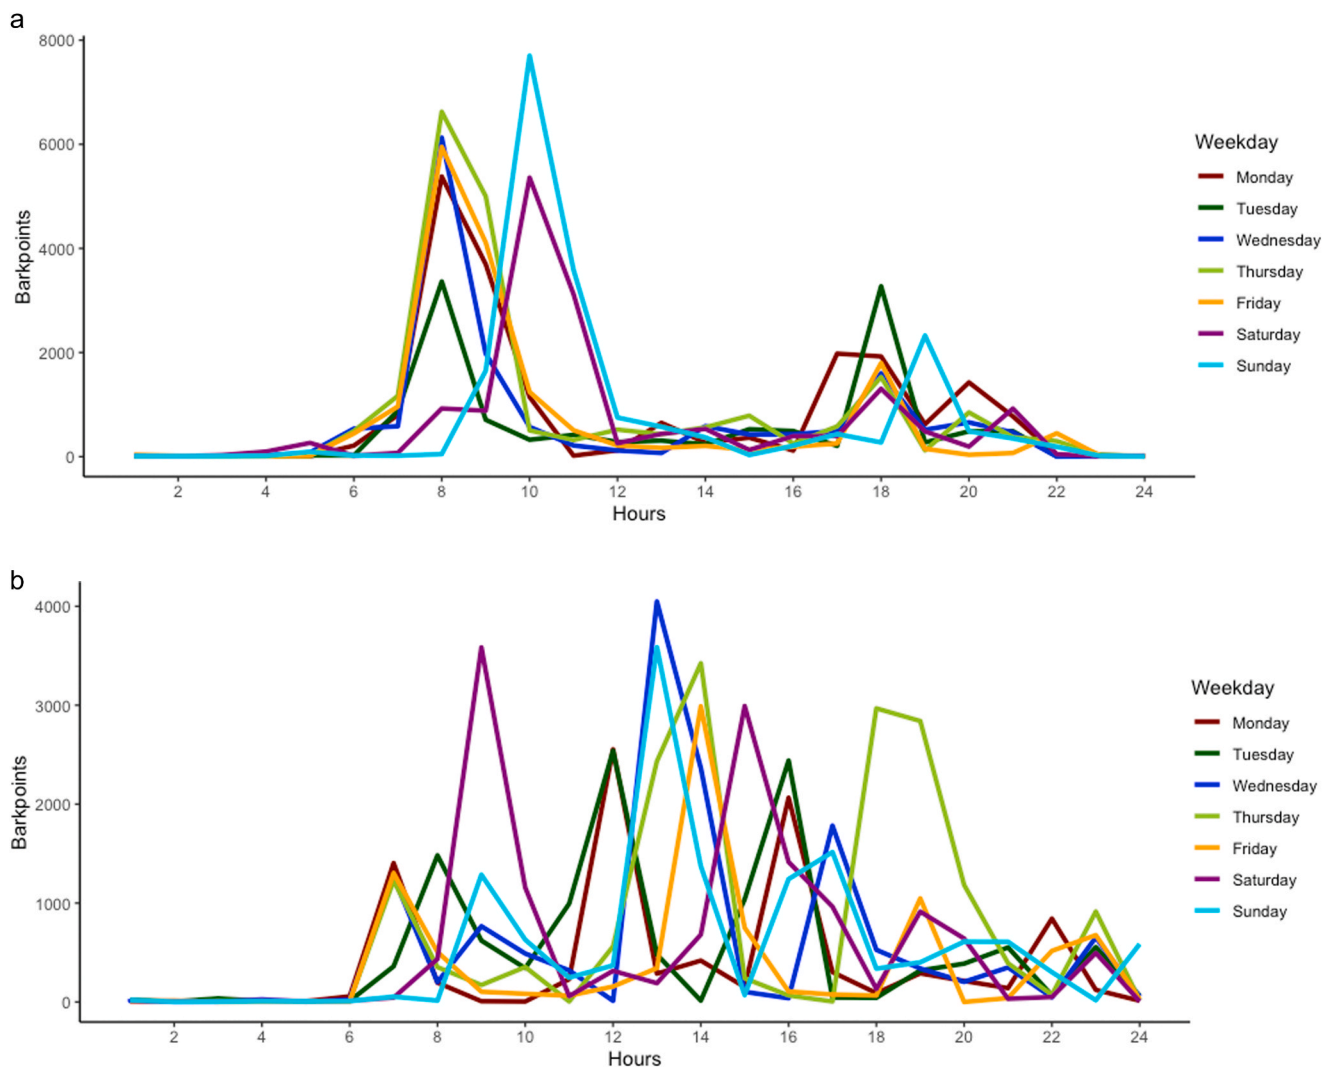 a
8000
6000
4000
2000
0
Barkpoints
2 4 6 8 10 12 14 16 18 20 22 24
Hours
Weekday
Monday
Tuesday
Wednesday
Thursday
Friday
Saturday
Sunday
b
4000
3000
2000
1000
0
Barkpoints
2 4 6 8 10 12 14 16 18 20 22 24
Hours
Weekday
Monday
Tuesday
Wednesday
Thursday
Friday
Saturday
Sunday